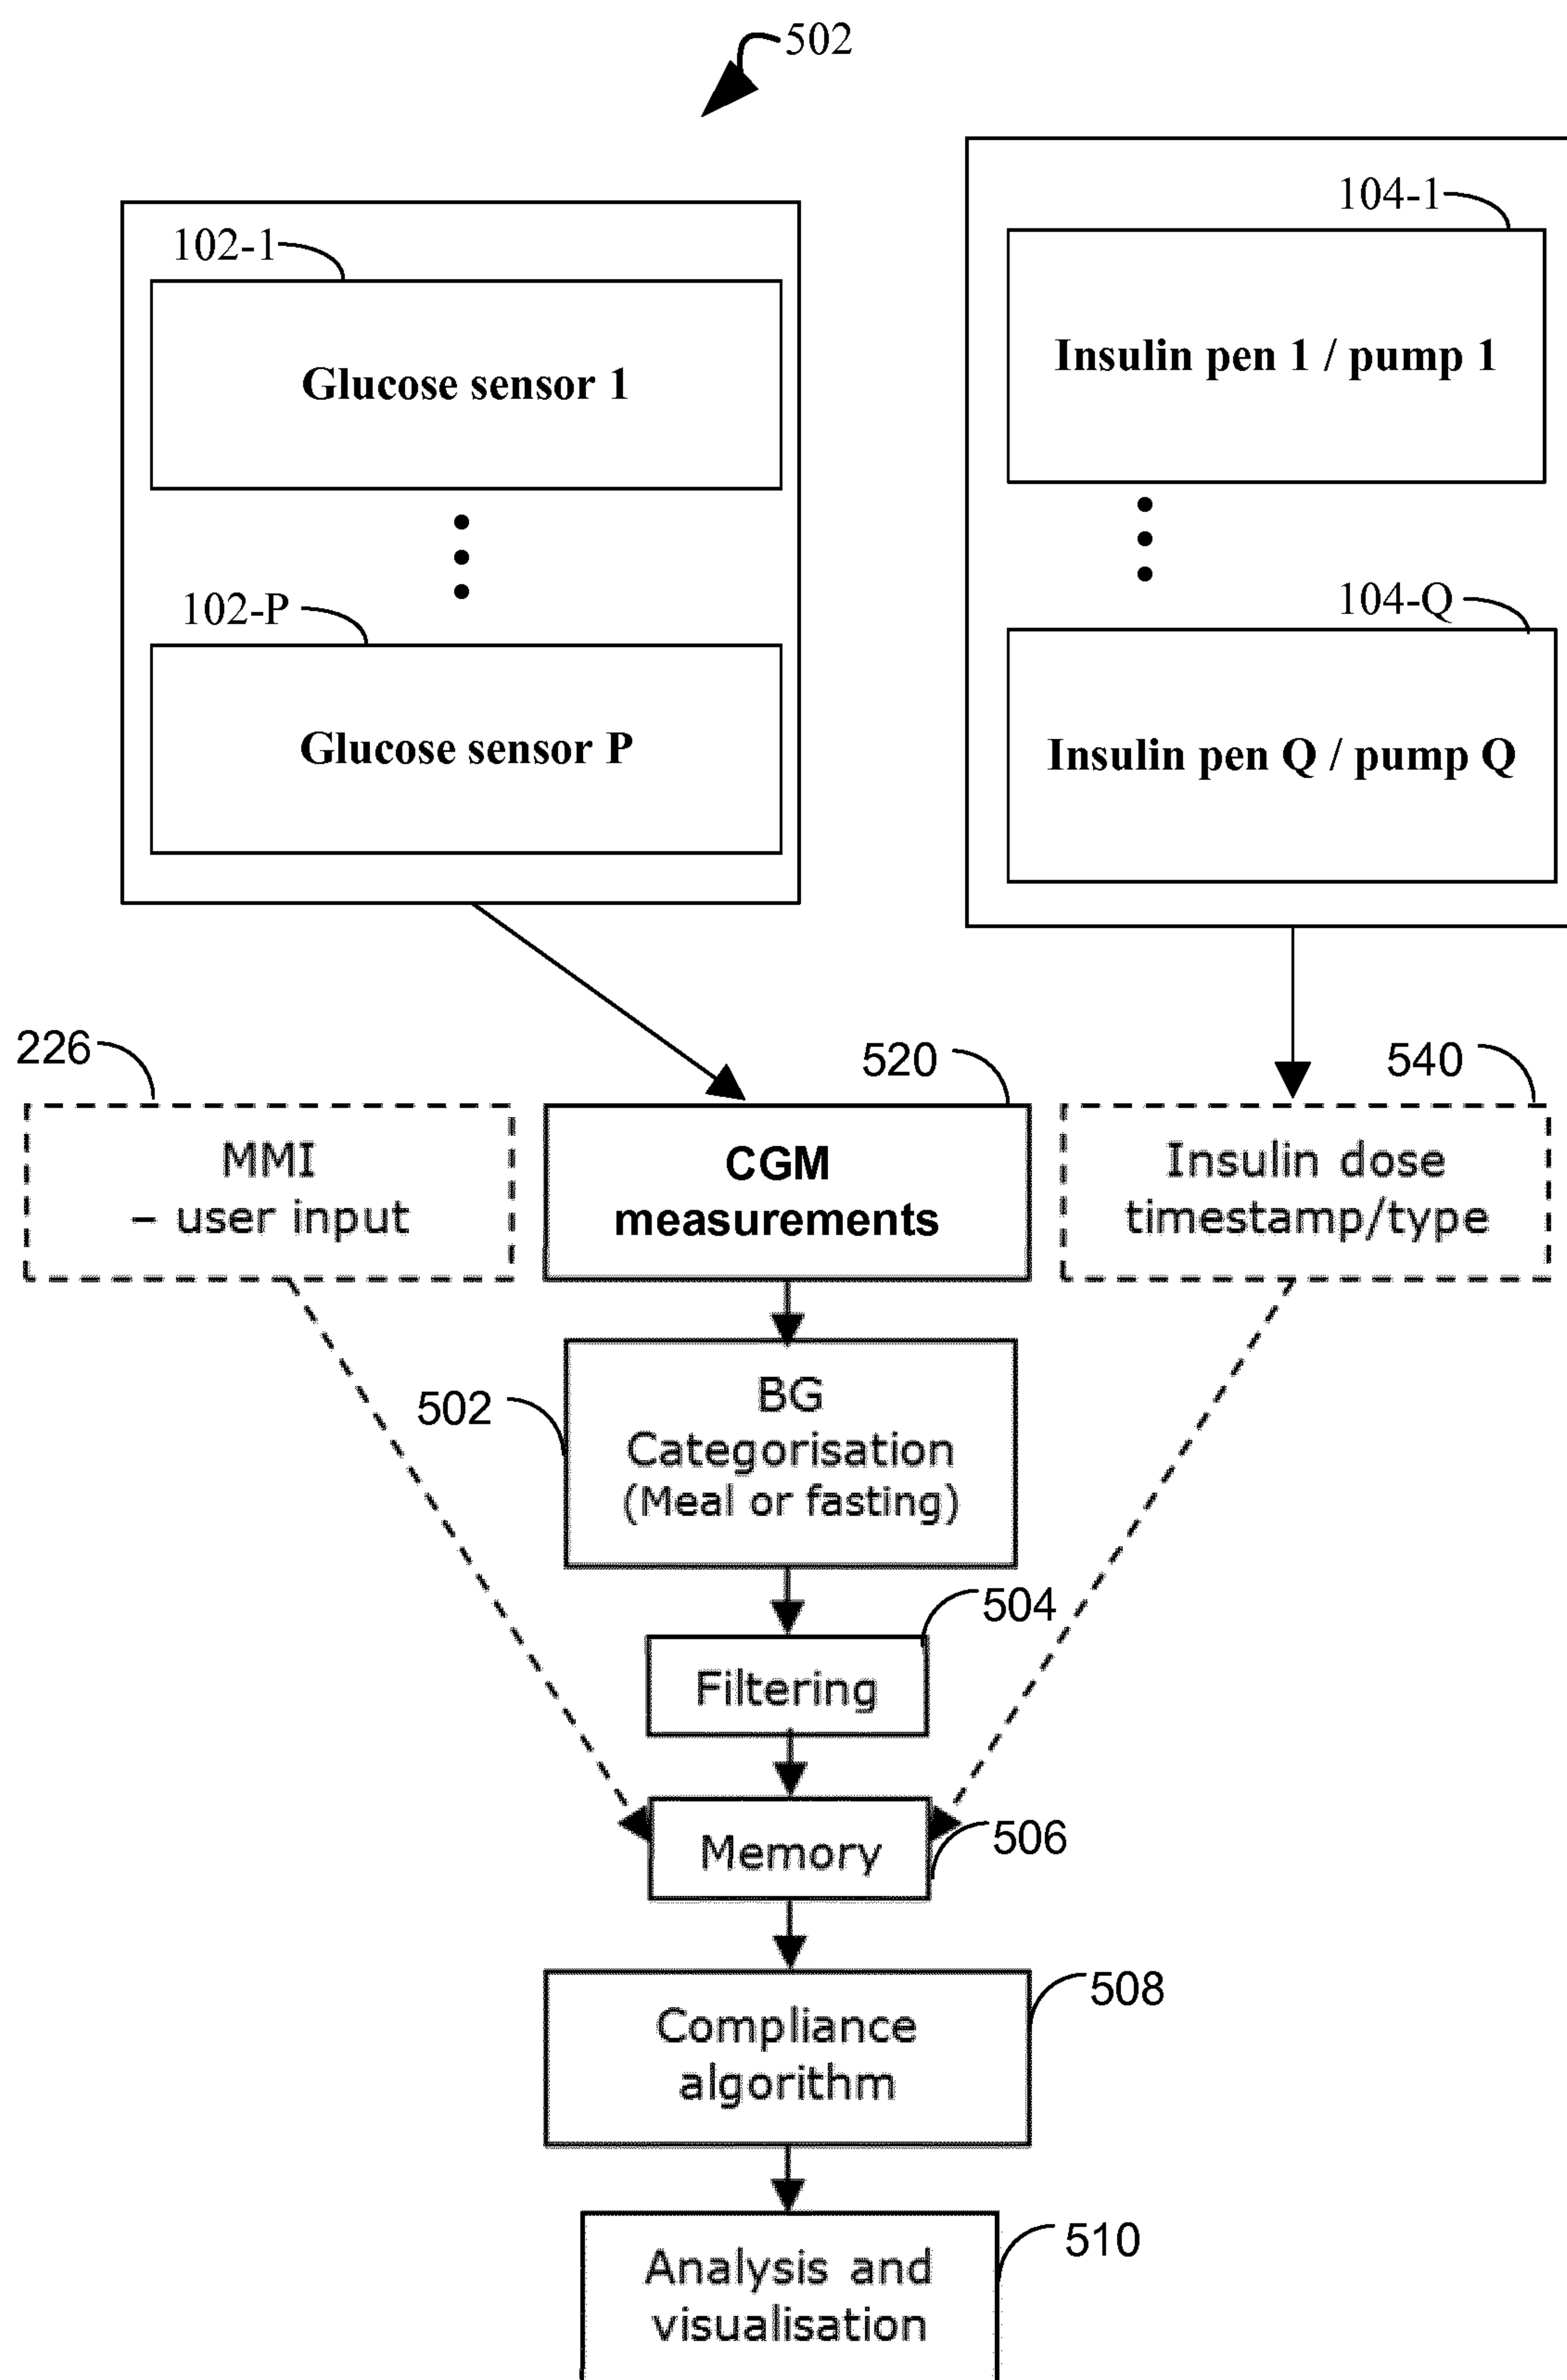 502
104-1
102-1
Insulin pen 1 / pump 1
Glucose sensor 1
104-Q
102-P
Insulin pen Q / pump Q
Glucose sensor P
226
520
540
MMI
– user input
CGM
measurements
Insulin dose
timestamp/type
502
BG
Categorisation
(Meal or fasting)
504
Filtering
506
Memory
508
Compliance
algorithm
510
Analysis and
visualisation